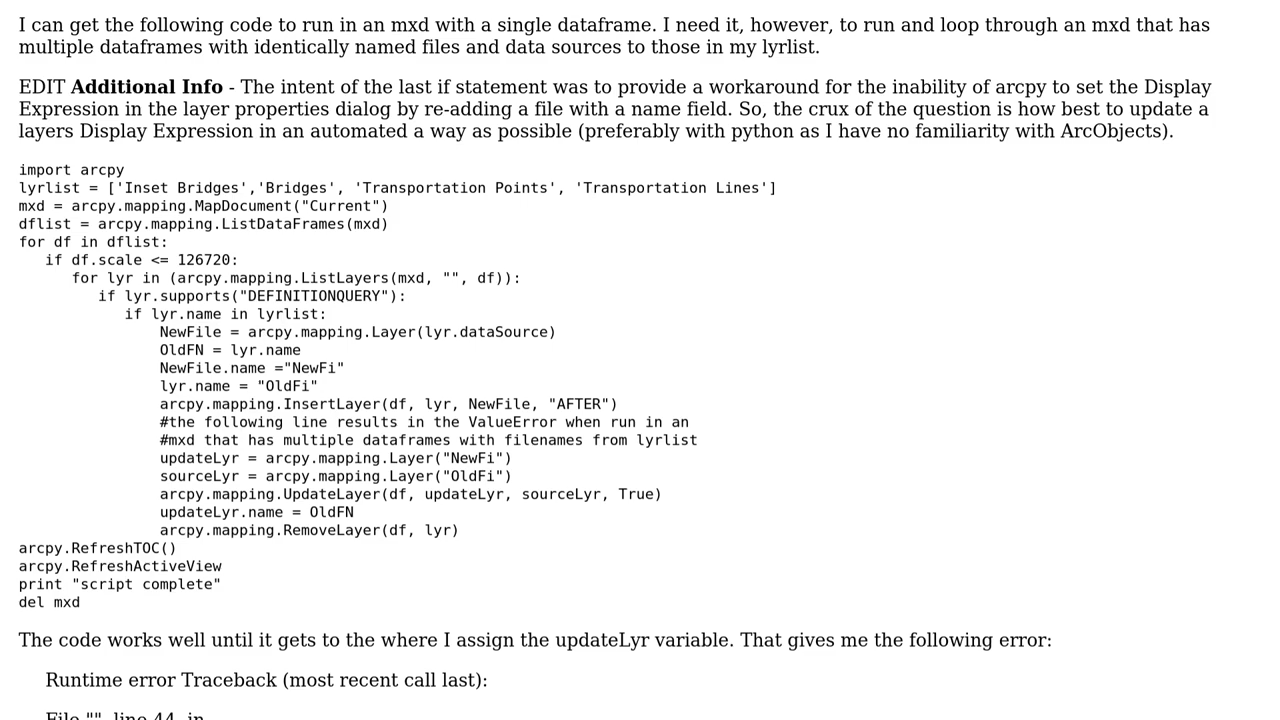 I can get the following code to run in an mxd with a single dataframe. I need it, however, to run and loop through an mxd that has
multiple dataframes with identically named files and data sources to those in my lyrlist.
EDIT Additional Info - The intent of the last if statement was to provide a workaround for the inability of arcpy to set the Display
Expression in the layer properties dialog by re-adding a file with a name field. So, the crux of the question is how best to update a
layers Display Expression in an automated a way as possible (preferably with python as I have no familiarity with ArcObjects).
import arcpy
lyrlist = ['Inset Bridges','Bridges', 'Transportation Points', 'Transportation Lines']
mxd = arcpy.mapping.MapDocument("Current")
dflist = arcpy.mapping.ListDataFrames(mxd)
for df in dflist:
   if df.scale <= 126720:
      for lyr in (arcpy.mapping.ListLayers(mxd, "", df)):
         if lyr.supports("DEFINITIONQUERY"):
            if lyr.name in lyrlist:
                NewFile = arcpy.mapping.Layer(lyr.dataSource)
                OldFN = lyr.name
                NewFile.name ="NewFi"
                lyr.name = "OldFi"
                arcpy.mapping.InsertLayer(df, lyr, NewFile, "AFTER")
                #the following line results in the ValueError when run in an
                #mxd that has multiple dataframes with filenames from lyrlist
                updateLyr = arcpy.mapping.Layer("NewFi")
                sourceLyr = arcpy.mapping.Layer("OldFi")
                arcpy.mapping.UpdateLayer(df, updateLyr, sourceLyr, True)
                updateLyr.name = OldFN
                arcpy.mapping.RemoveLayer(df, lyr)
arcpy.RefreshTOC()
arcpy.RefreshActiveView
print "script complete"
del mxd
The code works well until it gets to the where I assign the updateLyr variable. That gives me the following error:
Runtime error Traceback (most recent call last):
File "", line 44, in